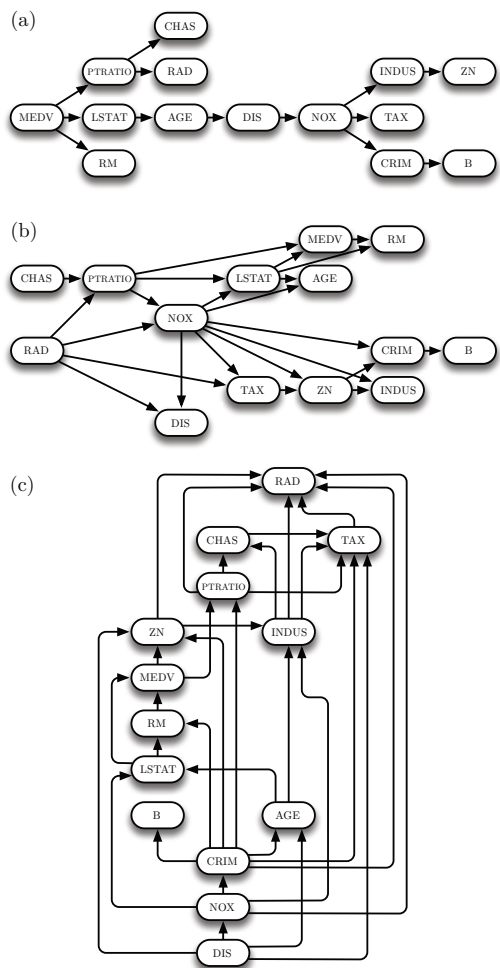 (a)
CHAS
PTRATIO RAD INDUS ZN
MEDV LSTAT AGE DIS NOX TAX
RM CRIM B
(b)
MEDV RM
CHAS PTRATIO LSTAT AGE
NOX
RAD CRIM B
TAX ZN INDUS
DIS
(c)
RAD
CHAS TAX
PTRATIO
ZN INDUS
MEDV
RM
LSTAT
B AGE
CRIM
NOX
DIS